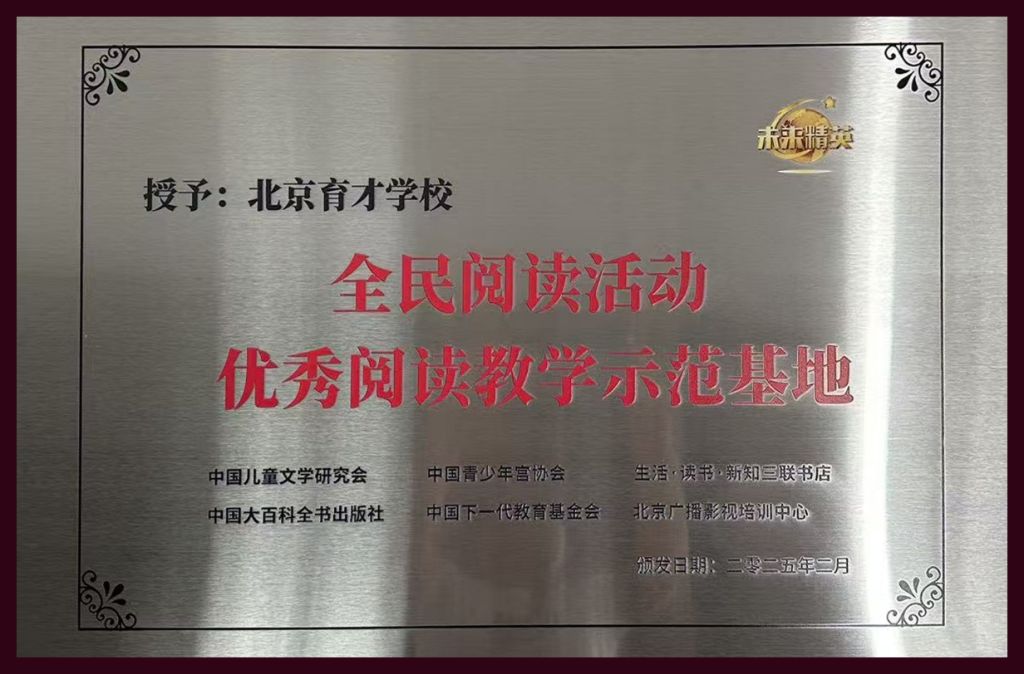 未来精英
授予：北京育才学校
全民阅读活动
优秀阅读教学示范基地
中国儿童文学研究会 中国青少年宫协会 生活·读书·新知三联书店
中国大百科全书出版社 中国下一代教育基金会 北京广播影视培训中心
颁发日期：二零二五年二月